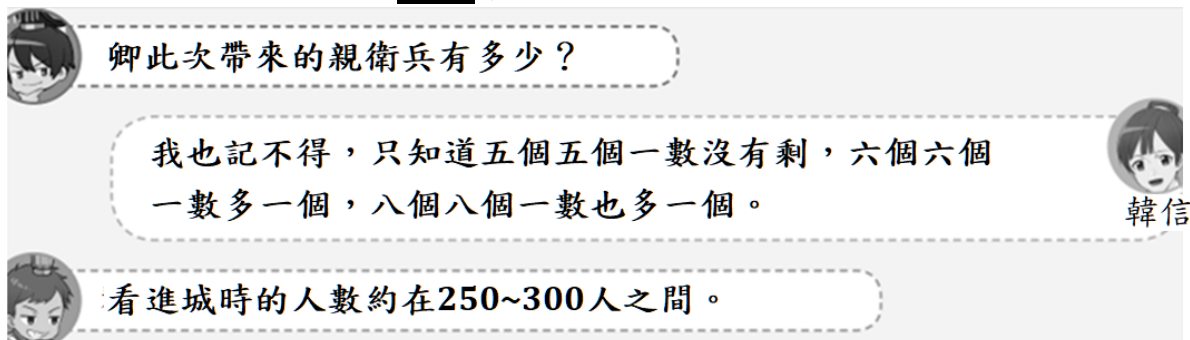 卿此次帶來的親衛兵有多少？
我也記不得，只知道五個五個一數沒有剩，六個六個
一數多一個，八個八個一數也多一個。
韓信
看進城時的人數約在250~300人之間。